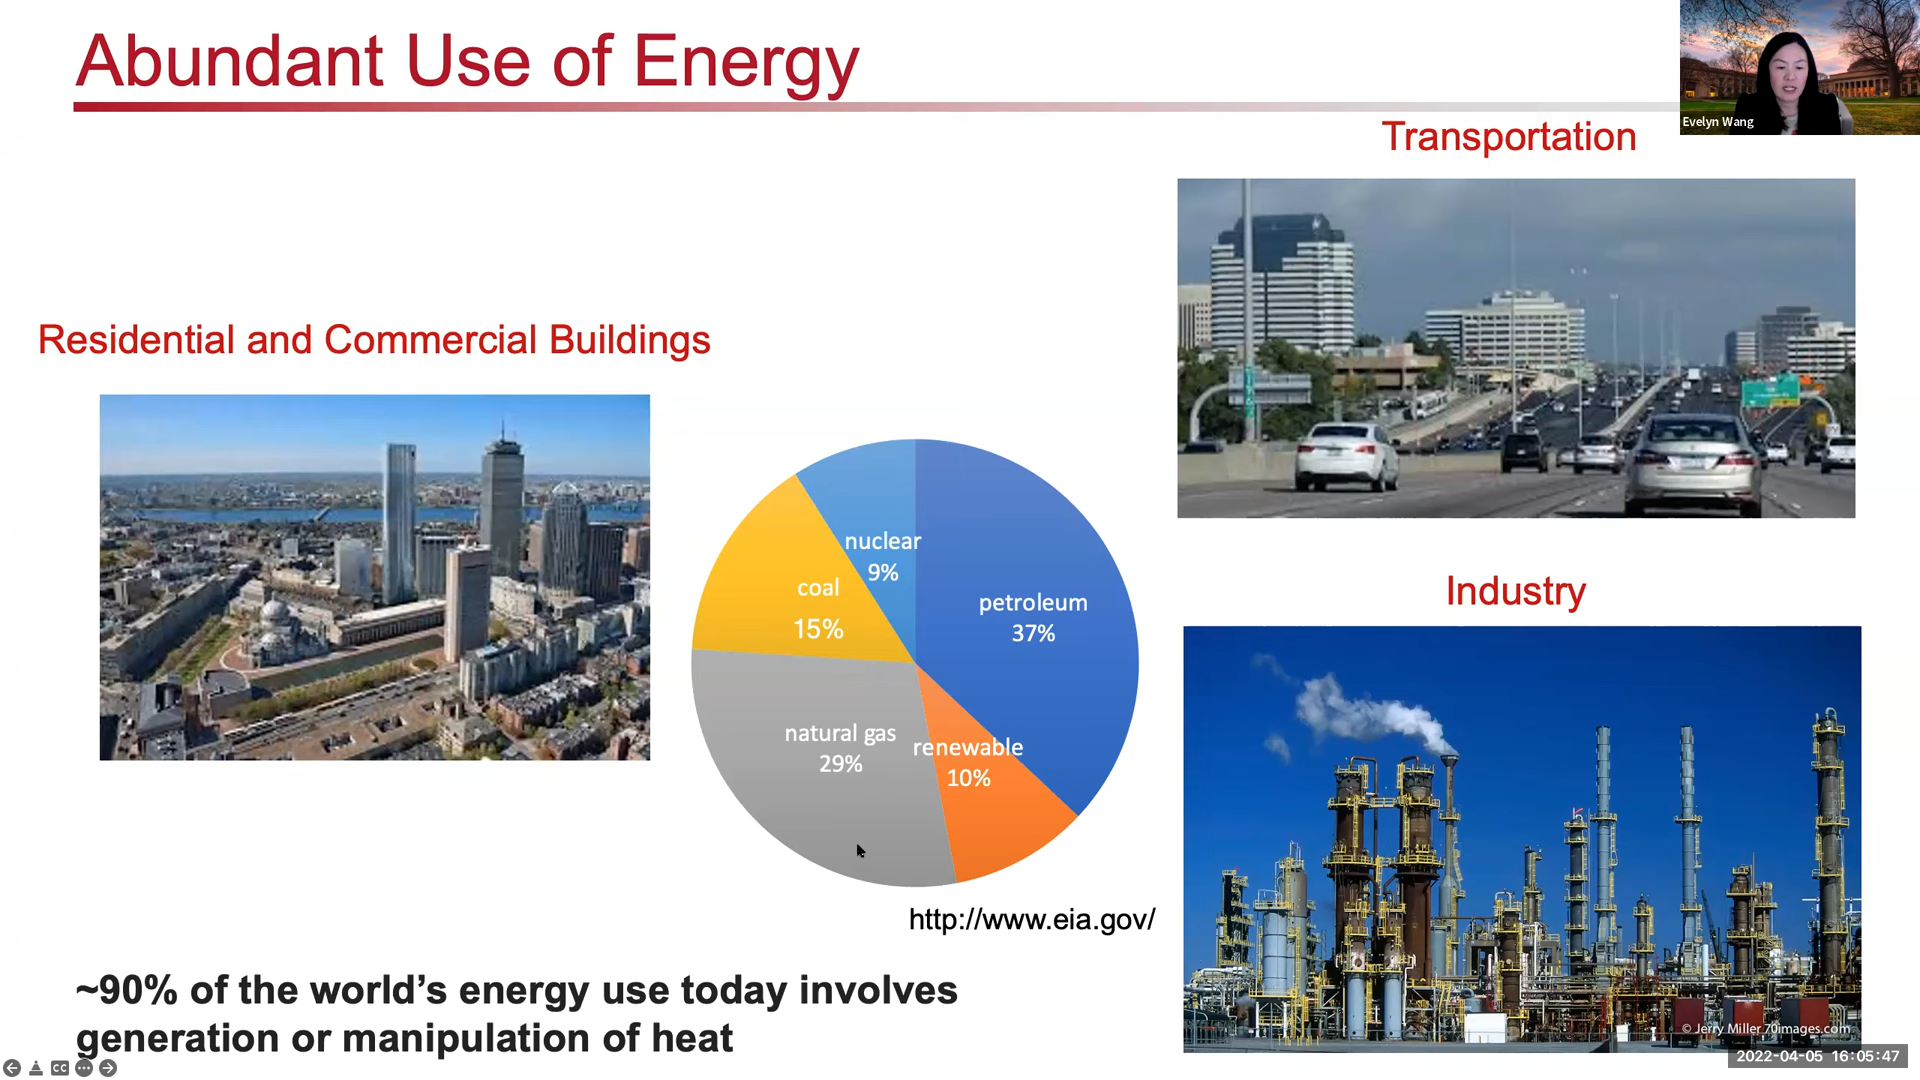 Abundant Use of Energy
Evelyn Wang
Transportation
Residential and Commercial Buildings
nuclear
9%
coal
15%
petroleum
37%
natural gas
29%
renewable
10%
Industry
http://www.eia.gov/
~90% of the world’s energy use today involves
generation or manipulation of heat
© Jerry Miller 70images.com
CC
2022-04-05 16:05:47